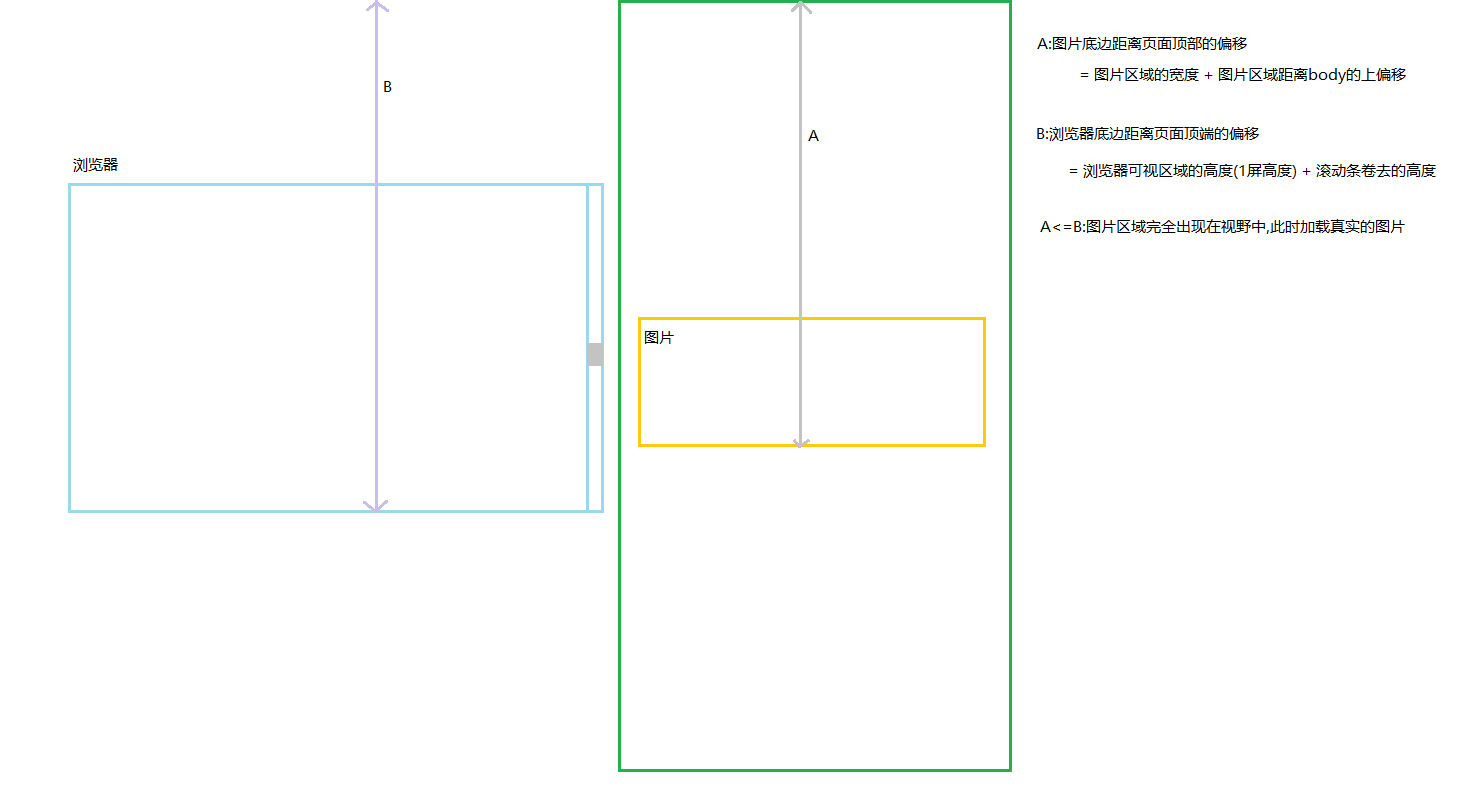 B
A
浏览器
图片
A:图片底边距离页面顶部的偏移
= 图片区域的宽度 + 图片区域距离body的上偏移
B:浏览器底边距离页面顶端的偏移
= 浏览器可视区域的高度(1屏高度) + 滚动条卷去的高度
A<=B:图片区域完全出现在视野中,此时加载真实的图片